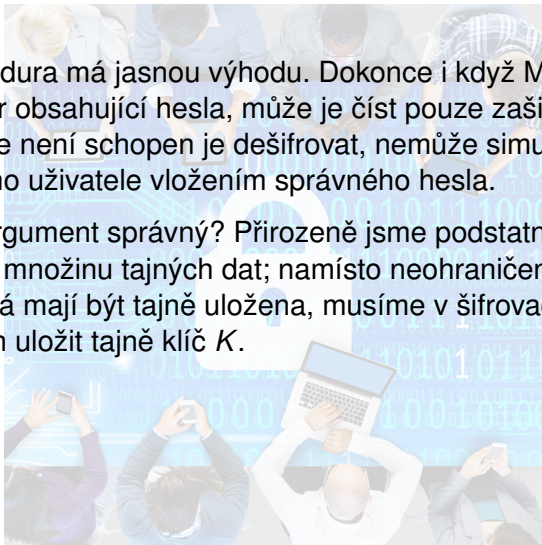 dura má jasnou výhodu. Dokonce i když M
r obsahující hesla, může je číst pouze zaši
e není schopen je dešifrovat, nemůže simu
no uživatele vložením správného hesla.
rgument správný? Přirozeně jsme podstatn
množinu tajných dat; namísto neohraničen
á mají být tajně uložena, musíme v šifrovac
n uložit tajně klíč K.